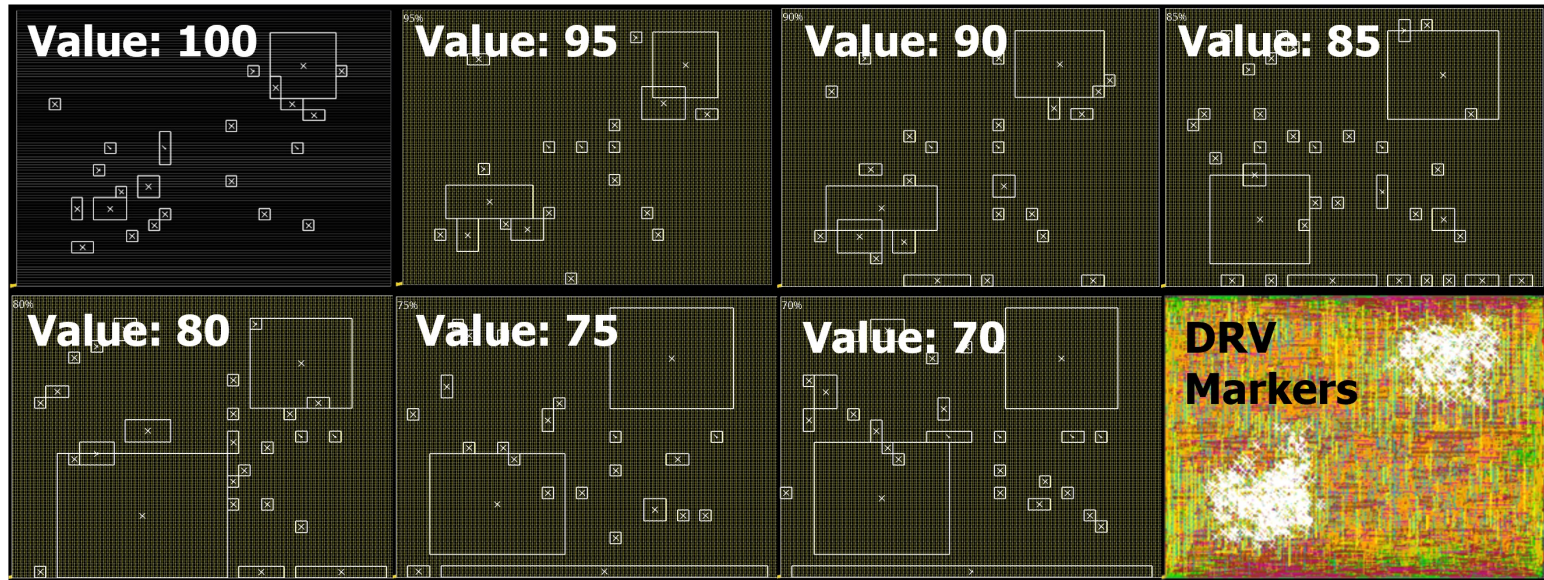 Value: 100
95%
Value: 95
90%
Value: 90
85%
Value: 85
80%
Value: 80
75%
Value: 75
70%
Value: 70
DRV
Markers